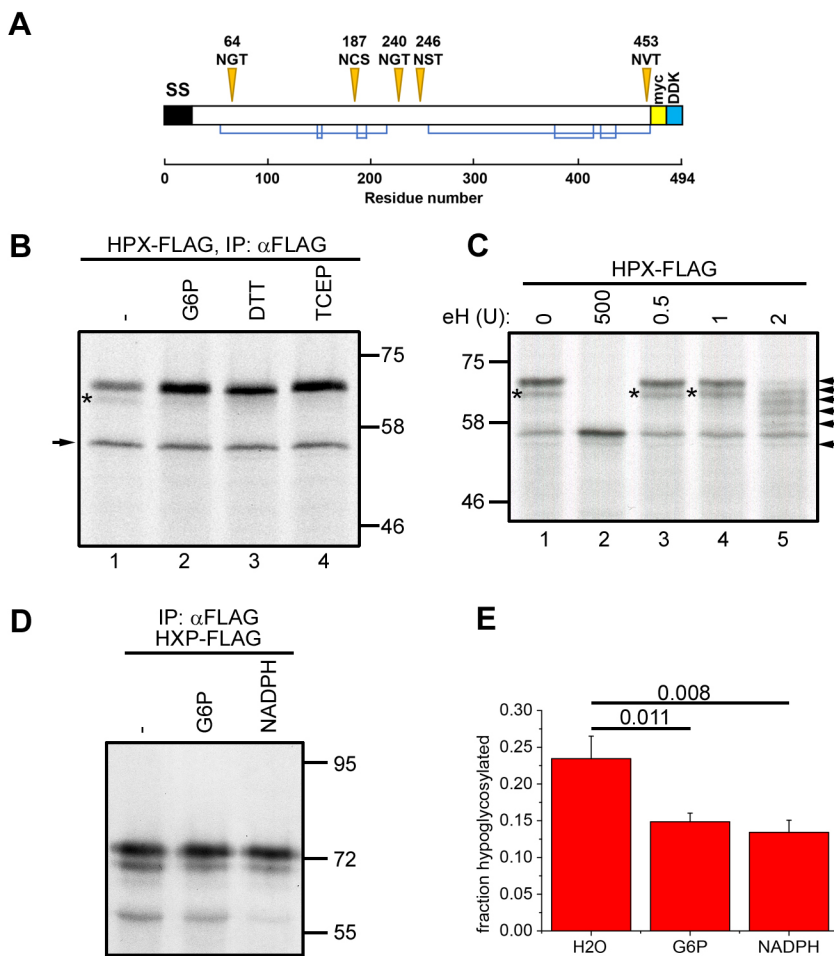 A
64 187 240 246 453
NGT NCS NGT NST NVT
SS myc DDK
0 100 200 300 400 494
Residue number
B
HPX-FLAG, IP: αFLAG
- G6P DTT TCEP
75
*
58
46
1 2 3 4
C
HPX-FLAG
eH (U): 0 500 0.5 1 2
75
* * *
58
46
1 2 3 4 5
D
IP: αFLAG
HXP-FLAG
- G6P NADPH
95
72
55
E
0.008
0.011
fraction hypoglycosylated
0.30
0.25
0.20
0.15
0.10
0.05
0.00
H2O G6P NADPH